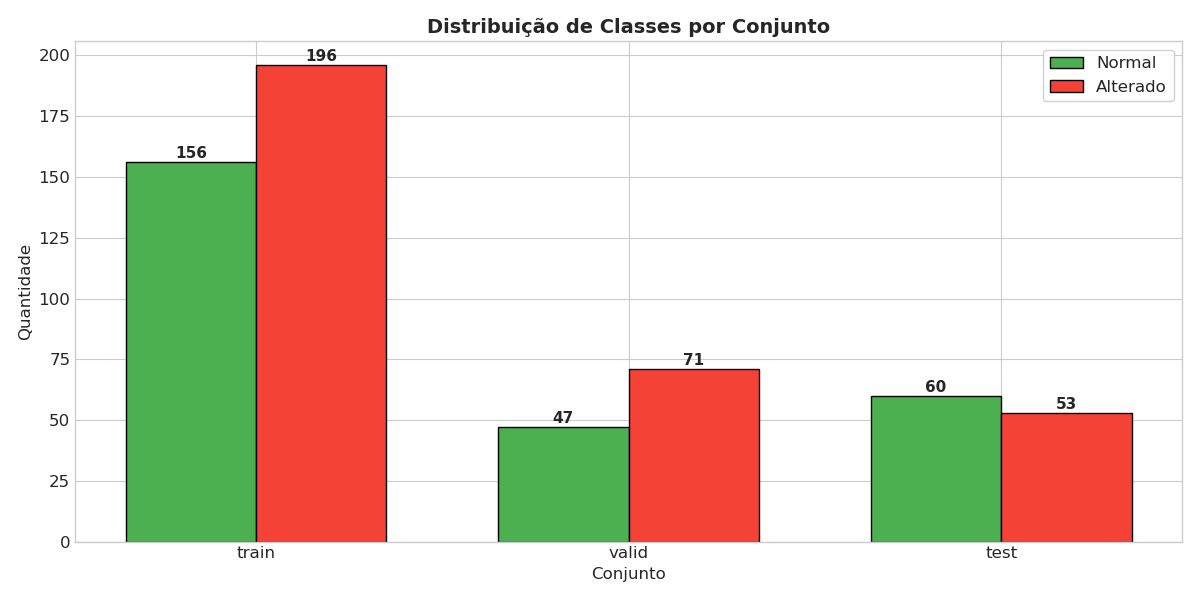 Distribuição de Classes por Conjunto
Normal
Alterado
Quantidade
200
175
150
125
100
75
50
25
0
156
196
47
71
60
53
train
valid
test
Conjunto